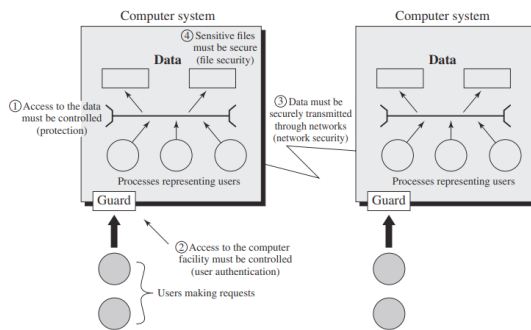 Computer system
④ Sensitive files
must be secure
(file security)
Data
① Access to the data
must be controlled
(protection)
Processes representing users
Guard
② Access to the computer
facility must be controlled
(user authentication)
Users making requests
③ Data must be
securely transmitted
through networks
(network security)
Computer system
Data
Processes representing users
Guard